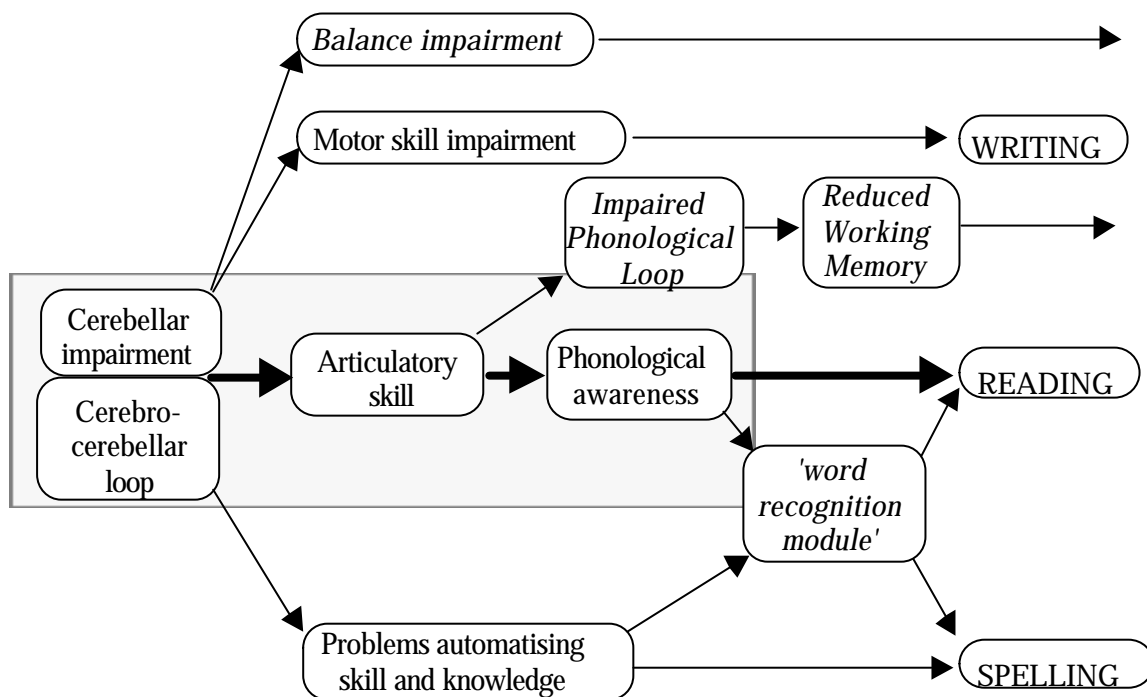 Balance impairment
Motor skill impairment
WRITING
Impaired
Phonological
Loop
Reduced
Working
Memory
Cerebellar
impairment
Cerebro-
cerebellar
loop
Articulatory
skill
Phonological
awareness
READING
'word
recognition
module'
Problems automatising
skill and knowledge
SPELLING